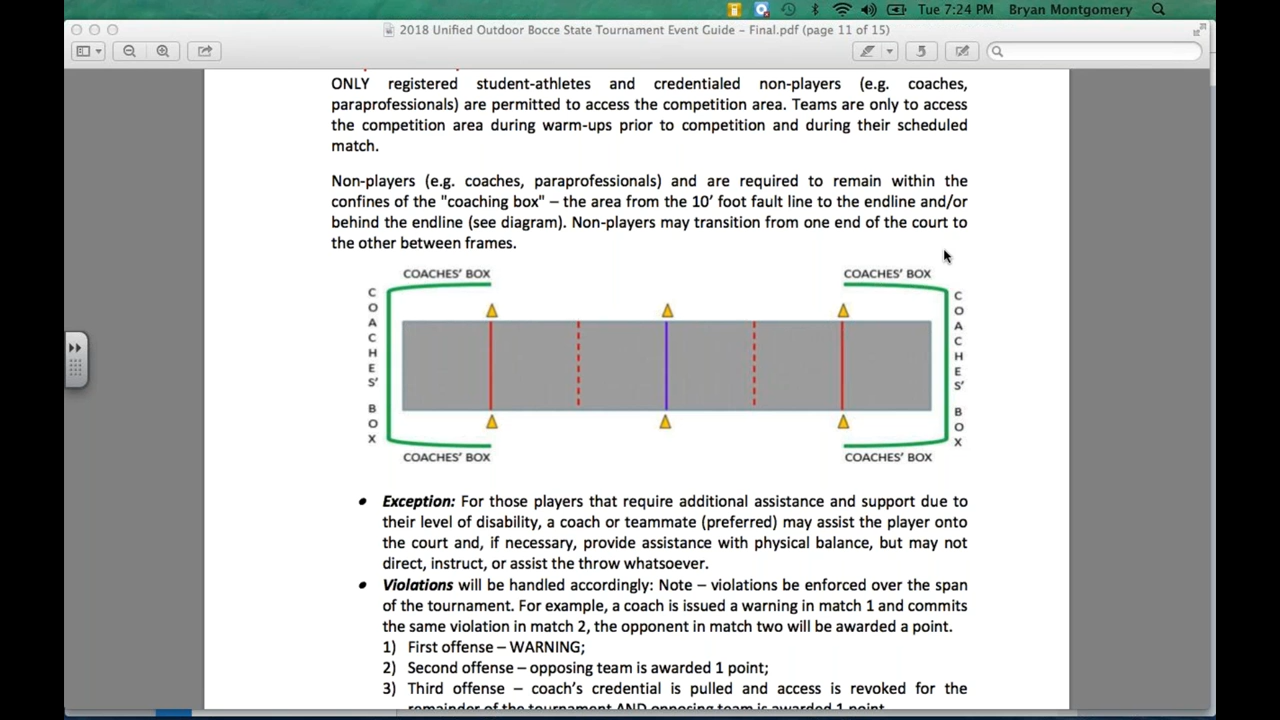 Tue 7:24 PM Bryan Montgomery
2018 Unified Outdoor Bocce State Tournament Event Guide – Final.pdf (page 11 of 15)
ONLY registered student-athletes and credentialed non-players (e.g. coaches,
paraprofessionals) are permitted to access the competition area. Teams are only to access
the competition area during warm-ups prior to competition and during their scheduled
match.
Non-players (e.g. coaches, paraprofessionals) and are required to remain within the
confines of the "coaching box" – the area from the 10’ foot fault line to the endline and/or
behind the endline (see diagram). Non-players may transition from one end of the court to
the other between frames.
COACHES’ BOX
COACHES’ BOX
COACHES’ BOX
COACHES’ BOX
COACHES’ BOX
COACHES’ BOX
• Exception: For those players that require additional assistance and support due to
their level of disability, a coach or teammate (preferred) may assist the player onto
the court and, if necessary, provide assistance with physical balance, but may not
direct, instruct, or assist the throw whatsoever.
• Violations will be handled accordingly: Note – violations be enforced over the span
of the tournament. For example, a coach is issued a warning in match 1 and commits
the same violation in match 2, the opponent in match two will be awarded a point.
1) First offense – WARNING;
2) Second offense – opposing team is awarded 1 point;
3) Third offense – coach’s credential is pulled and access is revoked for the
remainder of the tournament AND opposing team is awarded 1 point